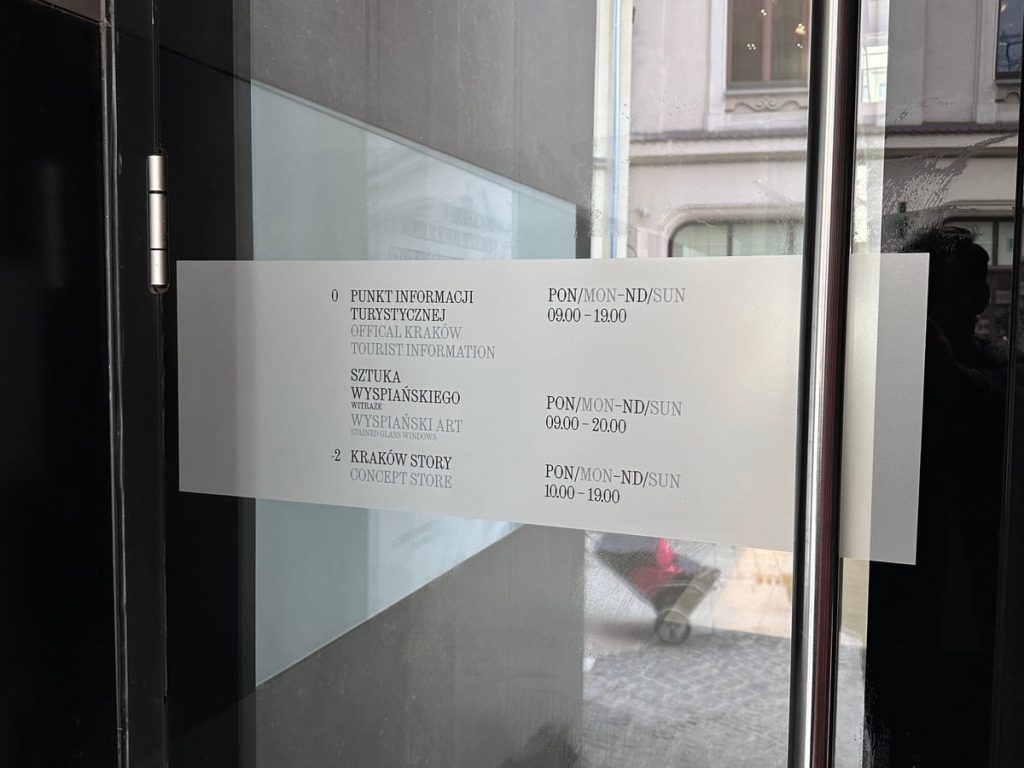 0 PUNKT INFORMACJI PON/MON–ND/SUN
TURYSTYCZNEJ 09.00 – 19.00
OFFICAL KRAKÓW
TOURIST INFORMATION
SZTUKA
WYSPIAŃSKIEGO PON/MON–ND/SUN
WITRAŻE
WYSPIAŃSKI ART 09.00 – 20.00
STAINED GLASS WINDOWS
-2 KRAKÓW STORY PON/MON–ND/SUN
CONCEPT STORE 10.00 – 19.00